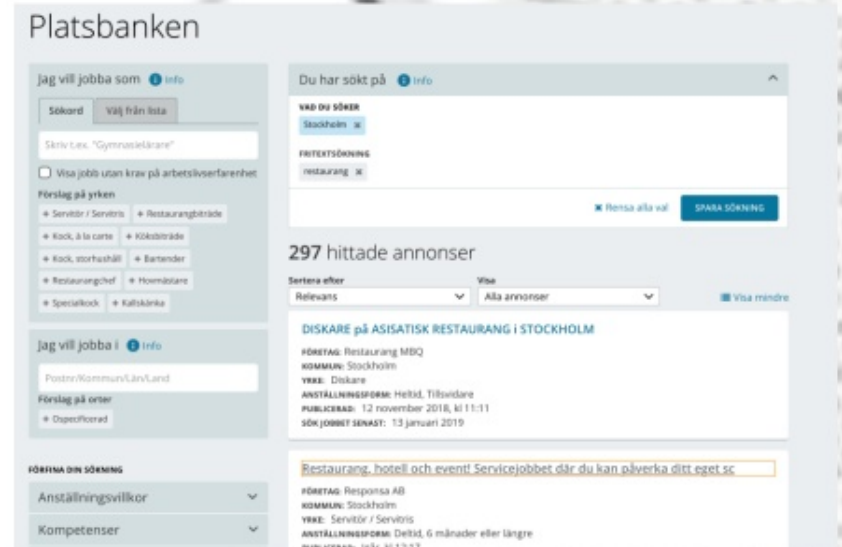 Platsbanken
Jag vill jobba som Info
Sökord Välj från lista
Skriv t.ex. "Gymnasielärare"
Visa jobb utan krav på arbetslivserfarenhet
Förslag på yrken
+ Servitör / Servitris + Restaurangbiträde
+ Kock, à la carte + Köksbiträde
+ Kock, storhushåll + Bartender
+ Restaurangchef + Hovmästare
+ Specialkock + Kallskänka
Jag vill jobba i Info
Postnr/Kommun/Län/Land
Förslag på orter
+ Ospecificerad
FÖRFINA DIN SÖKNING
Anställningsvillkor
Kompetenser
Du har sökt på Info
VAD DU SÖKER
Stockholm x
FRITEXTSÖKNING
restaurang x
x Rensa alla val SPARA SÖKNING
297 hittade annonser
Sortera efter Visa
Relevans Alla annonser Visa mindre
DISKARE på ASISATISK RESTAURANG i STOCKHOLM
FÖRETAG: Restaurang MBQ
KOMMUN: Stockholm
YRKE: Diskare
ANSTÄLLNINGSFORM: Heltid, Tillsvidare
PUBLICERAD: 12 november 2018, kl 11:11
SÖK JOBBET SENAST: 13 januari 2019
Restaurang, hotell och event! Servicejobbet där du kan påverka ditt eget sc
FÖRETAG: Responsa AB
KOMMUN: Stockholm
YRKE: Servitör / Servitris
ANSTÄLLNINGSFORM: Deltid, 6 månader eller längre